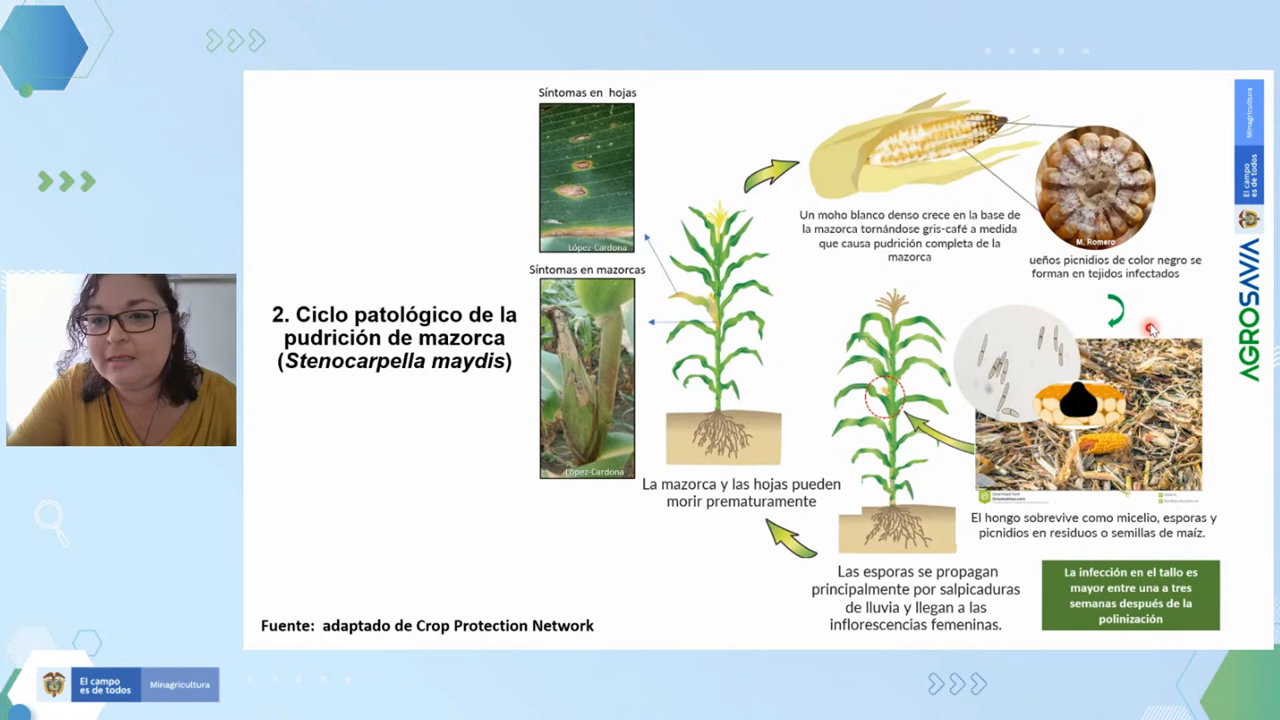 Síntomas en hojas
López-Cardona
Síntomas en mazorcas
López-Cardona
2. Ciclo patológico de la
pudrición de mazorca
(Stenocarpella maydis)
Un moho blanco denso crece en la base de
la mazorca tornándose gris-café a medida
que causa pudrición completa de la
mazorca
M. Romero
ueños picnidios de color negro se
forman en tejidos infectados
La mazorca y las hojas pueden
morir prematuramente
El hongo sobrevive como micelio, esporas y
picnidios en residuos o semillas de maíz.
Las esporas se propagan
principalmente por salpicaduras
de lluvia y llegan a las
inflorescencias femeninas.
La infección en el tallo es
mayor entre una a tres
semanas después de la
polinización
Fuente: adaptado de Crop Protection Network
Minagricultura
El campo
es de todos
AGROSAVIA
El campo
es de todos
Minagricultura